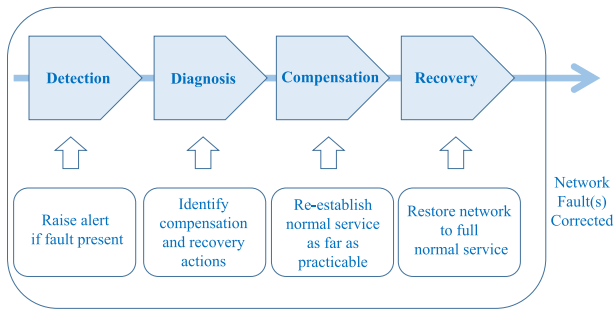 Detection
Diagnosis
Compensation
Recovery
Raise alert
if fault present
Identify
compensation
and recovery
actions
Re-establish
normal service
as far as
practicable
Restore network
to full
normal service
Network
Fault(s)
Corrected